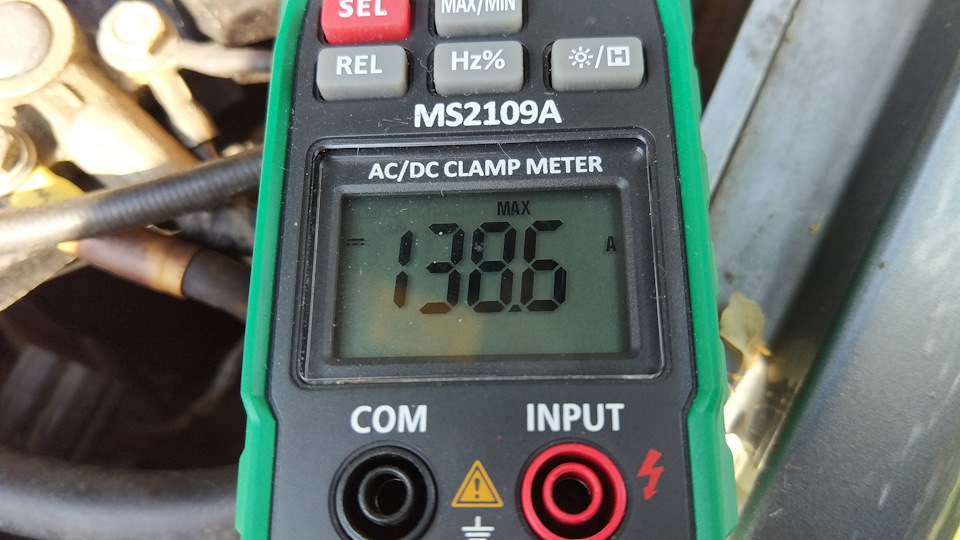 SEL MAX/MIN
REL Hz% /H
MS2109A
AC/DC CLAMP METER
MAX
138.6 A
COM INPUT